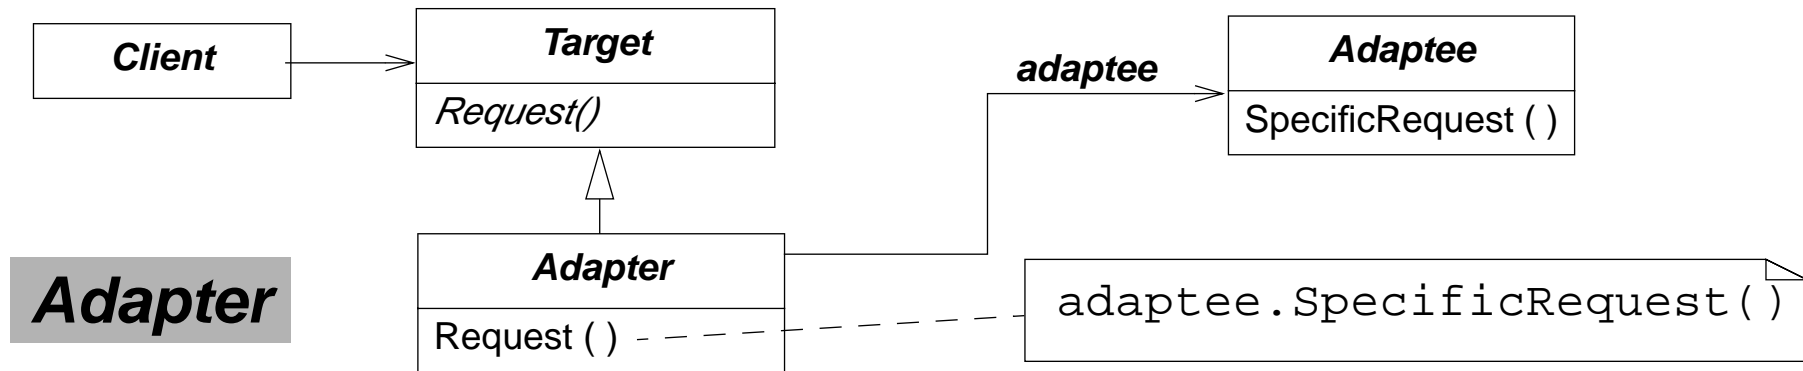 Client
Target
Request()
adaptee
Adaptee
SpecificRequest ( )
Adapter
Adapter
Request ( )
adaptee.SpecificRequest()